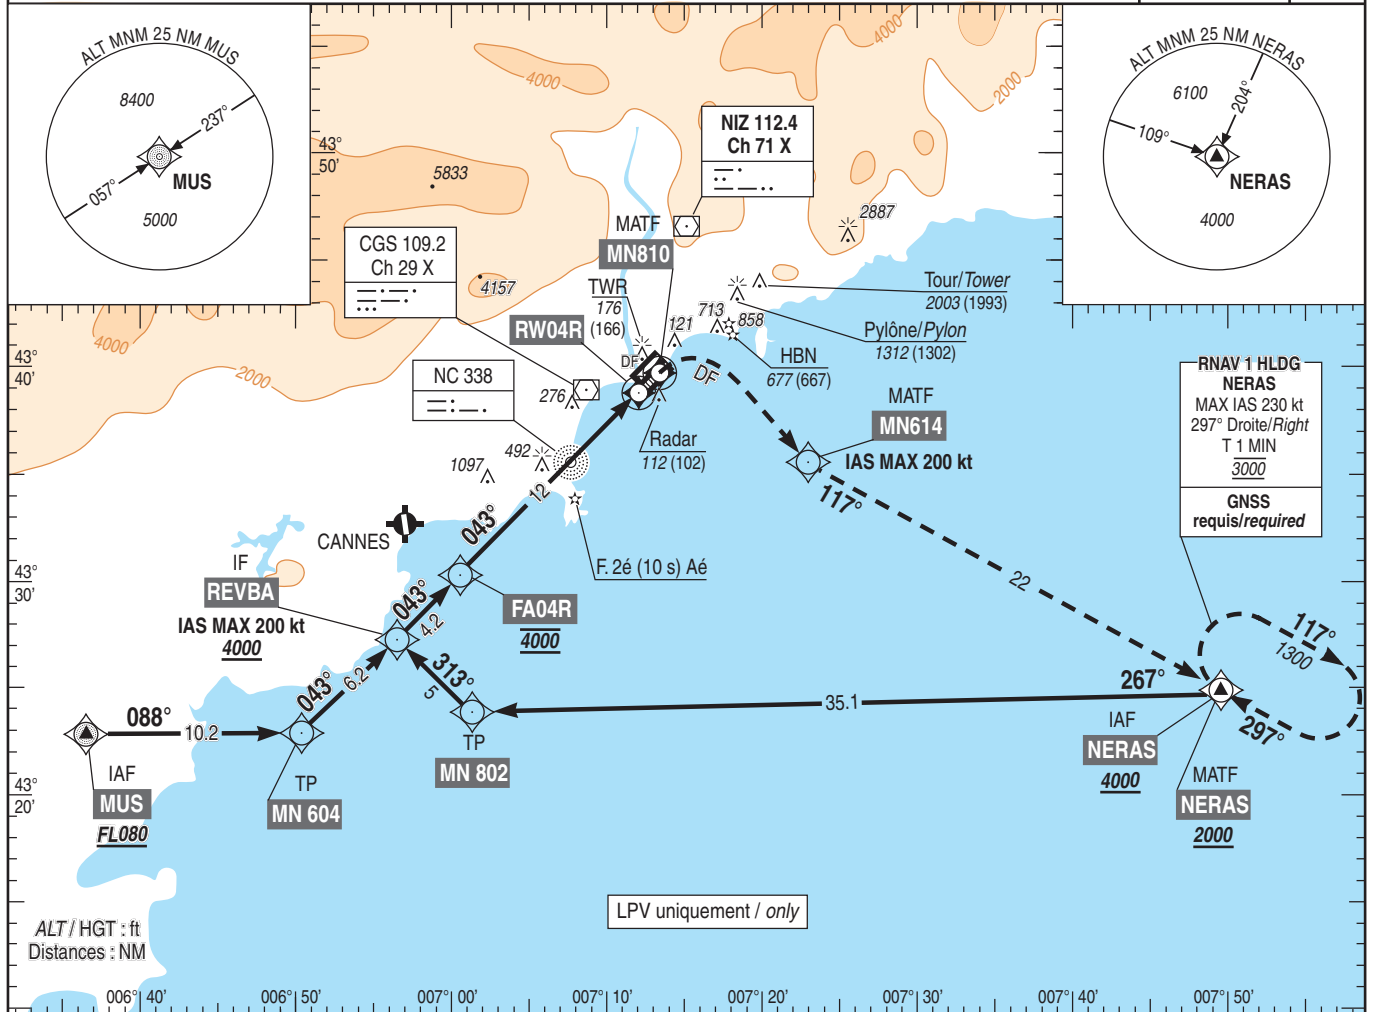 ALT MNM 25 NM MUS
8400
237°
057°
MUS
5000
ALT MNM 25 NM NERAS
6100
204°
109°
NERAS
4000
4000
4000
2000
43°
50'
5833
4157
NIZ 112.4
Ch 71 X
2887
MATF
MN810
CGS 109.2
Ch 29 X
TWR
176
(166)
RW04R
DF
121
713
858
Tour/Tower
2003 (1993)
Pylône/Pylon
1312 (1302)
HBN
677 (667)
4000
2000
43°
40'
NC 338
276
DF
MATF
MN614
IAS MAX 200 kt
RNAV 1 HLDG
NERAS
MAX IAS 230 kt
297° Droite/Right
T 1 MIN
3000
GNSS
requis/required
Radar
112 (102)
492
1097
12
043°
117°
CANNES
F. 2é (10 s) Aé
22
IF
REVBA
IAS MAX 200 kt
4000
43°
30'
043°
4.2
FA04R
4000
117°
1300
297°
267°
35.1
313°
5
043°
6.2
088°
10.2
IAF
MUS
FL080
TP
MN 604
TP
MN 802
IAF
NERAS
4000
MATF
NERAS
2000
43°
20'
LPV uniquement / only
ALT / HGT : ft
Distances : NM
006° 40'
006° 50'
007° 00'
007° 10'
007° 20'
007° 30'
007° 40'
007° 50'